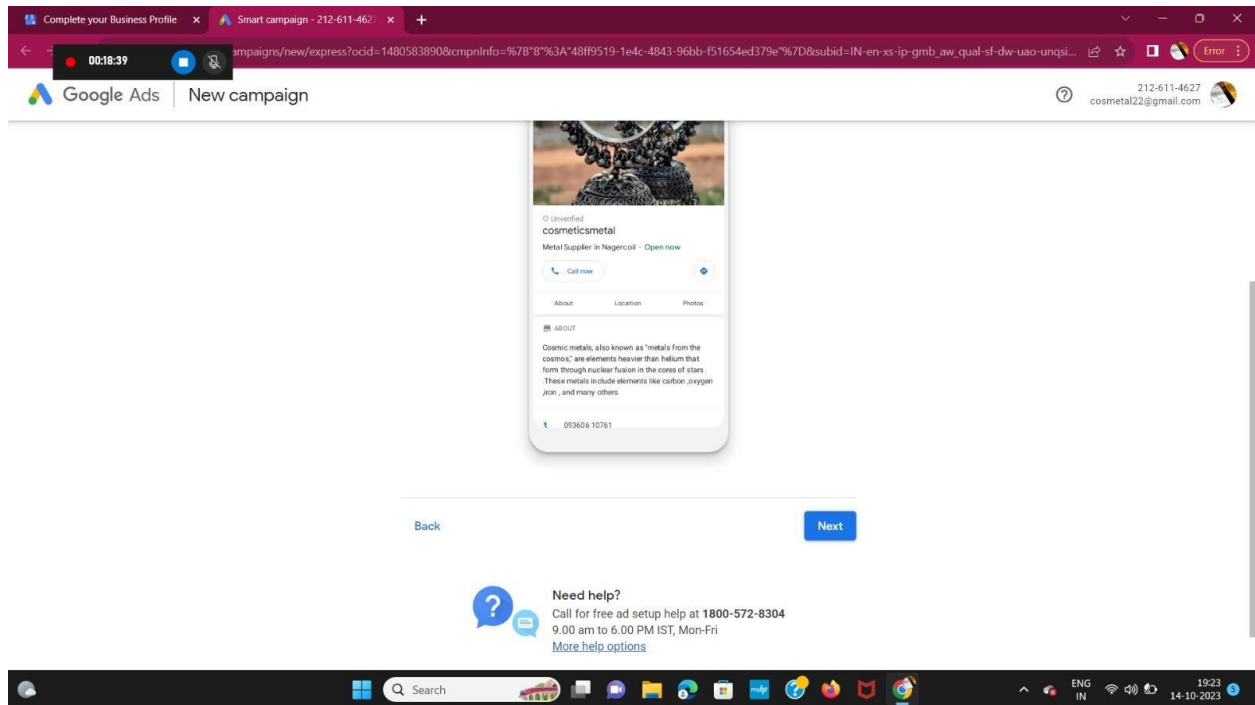 Complete your Business Profile
Smart campaign - 212-611-462
mpaigns/new/express?ocid=1480583890&cmpnInfo=%7B"8"%3A"48ff9519-1e4c-4843-96bb-f51654ed379e"%7D&subid=IN-en-xs-ip-gmb_aw_qual-sf-dw-uao-unqsi...
Error
00:18:39
Google Ads
New campaign
212-611-4627
cosmetal22@gmail.com
Unverified
cosmeticsmetal
Metal Supplier in Nagercoil - Open now
Call now
About Location Photos
ABOUT
Cosmic metals, also known as "metals from the
cosmos," are elements heavier than helium that
form through nuclear fusion in the cores of stars
.These metals include elements like carbon ,oxygen
,iron , and many others.
093606 10761
Back
Next
Need help?
Call for free ad setup help at 1800-572-8304
9.00 am to 6.00 PM IST, Mon-Fri
More help options
Search
ENG
IN
19:23
14-10-2023
5